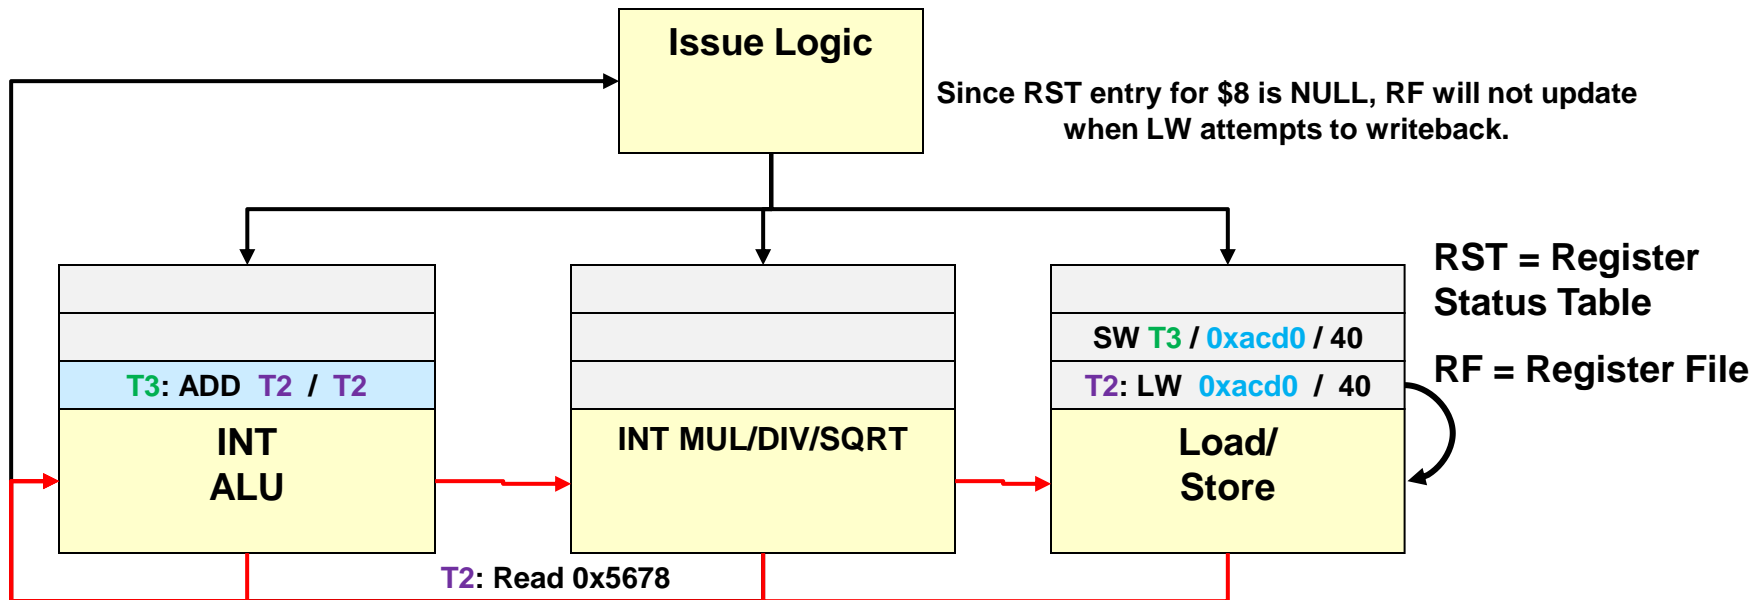 Issue Logic
Since RST entry for $8 is NULL, RF will not update
when LW attempts to writeback.
RST = Register
Status Table
RF = Register File
T3: ADD T2 / T2
SW T3 / 0xacd0 / 40
T2: LW 0xacd0 / 40
INT
ALU
INT MUL/DIV/SQRT
Load/
Store
T2: Read 0x5678